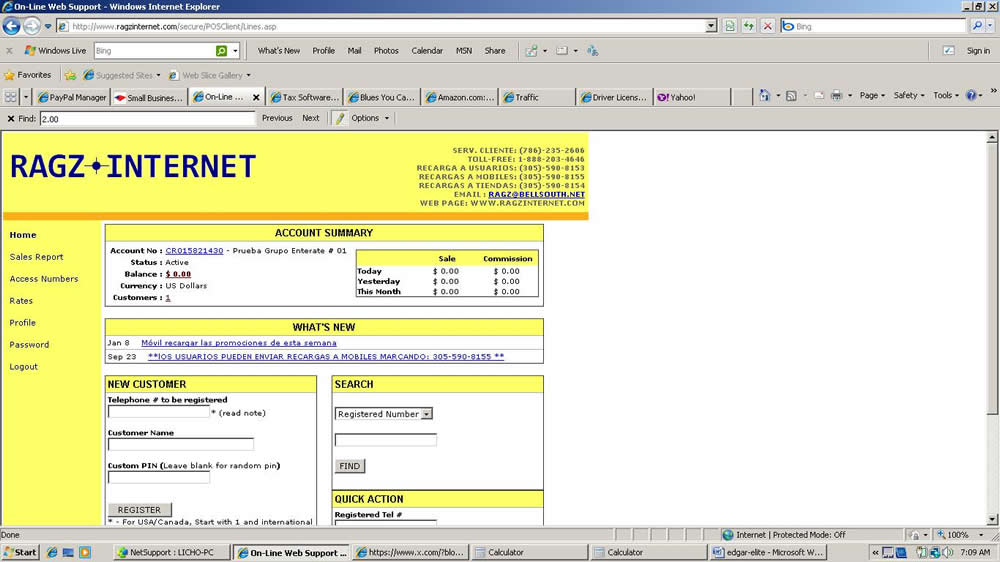 On-Line Web Support - Windows Internet Explorer
http://www.ragzinternet.com/secure/POSClient/Lines.asp
Bing
Windows Live
Bing
What's New Profile Mail Photos Calendar MSN Share
Sign in
Favorites Suggested Sites Web Slice Gallery
PayPal Manager Small Business... On-Line ... Tax Software... Blues You Ca... Amazon.com:... Traffic Driver Licens... Yahoo!
Page Safety Tools
Find: 2.00 Previous Next Options
RAGZ INTERNET
SERV. CLIENTE: (786)-235-2606
TOLL-FREE: 1-888-203-4646
RECARGA A USUARIOS: (305)-590-8153
RECARGAS A MOBILES: (305)-590-8155
RECARGAS A TIENDAS: (305)-590-8154
EMAIL : RAGZ@BELLSOUTH.NET
WEB PAGE: WWW.RAGZINTERNET.COM
Home
Sales Report
Access Numbers
Rates
Profile
Password
Logout
ACCOUNT SUMMARY
Account No : CR015821430 - Prueba Grupo Enterate # 01
Status : Active
Balance : $ 0.00
Currency : US Dollars
Customers : 1
Sale Commission
Today $ 0.00 $ 0.00
Yesterday $ 0.00 $ 0.00
This Month $ 0.00 $ 0.00
WHAT'S NEW
Jan 8 Móvil recargar las promociones de esta semana
Sep 23 **lOS USUARIOS PUEDEN ENVIAR RECARGAS A MOBILES MARCANDO: 305-590-8155 **
NEW CUSTOMER
Telephone # to be registered
* (read note)
Customer Name
Custom PIN (Leave blank for random pin)
REGISTER
* - For USA/Canada, Start with 1 and international
SEARCH
Registered Number
FIND
QUICK ACTION
Registered Tel #
Done
Internet | Protected Mode: Off
100%
Start
NetSupport : LICHO-PC
On-Line Web Support ...
https://www.x.com/?blo...
Calculator
Calculator
edgar-elite - Microsoft W...
7:09 AM